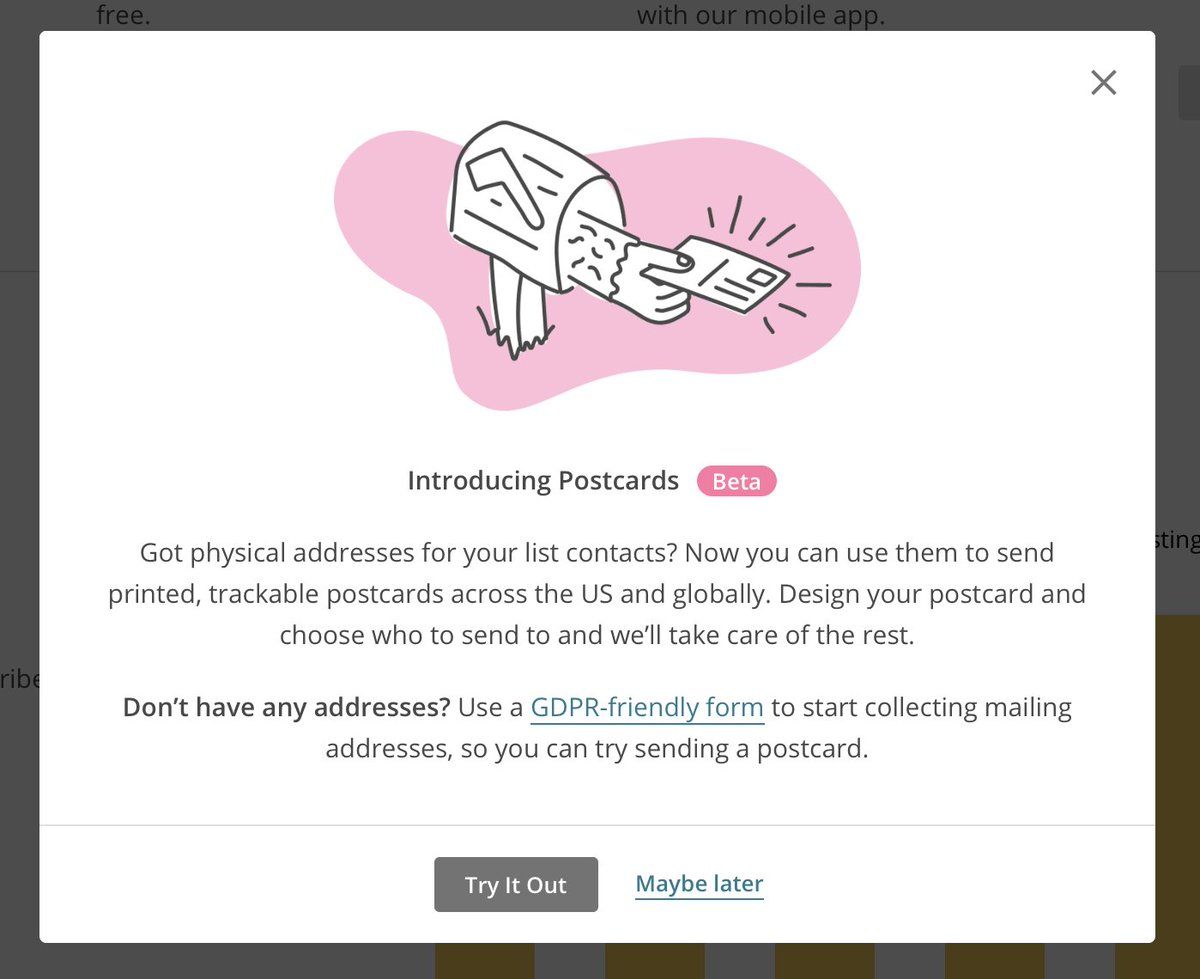 free.
with our mobile app.
Introducing Postcards Beta
Got physical addresses for your list contacts? Now you can use them to send
printed, trackable postcards across the US and globally. Design your postcard and
choose who to send to and we’ll take care of the rest.
Don’t have any addresses? Use a GDPR-friendly form to start collecting mailing
addresses, so you can try sending a postcard.
Try It Out
Maybe later